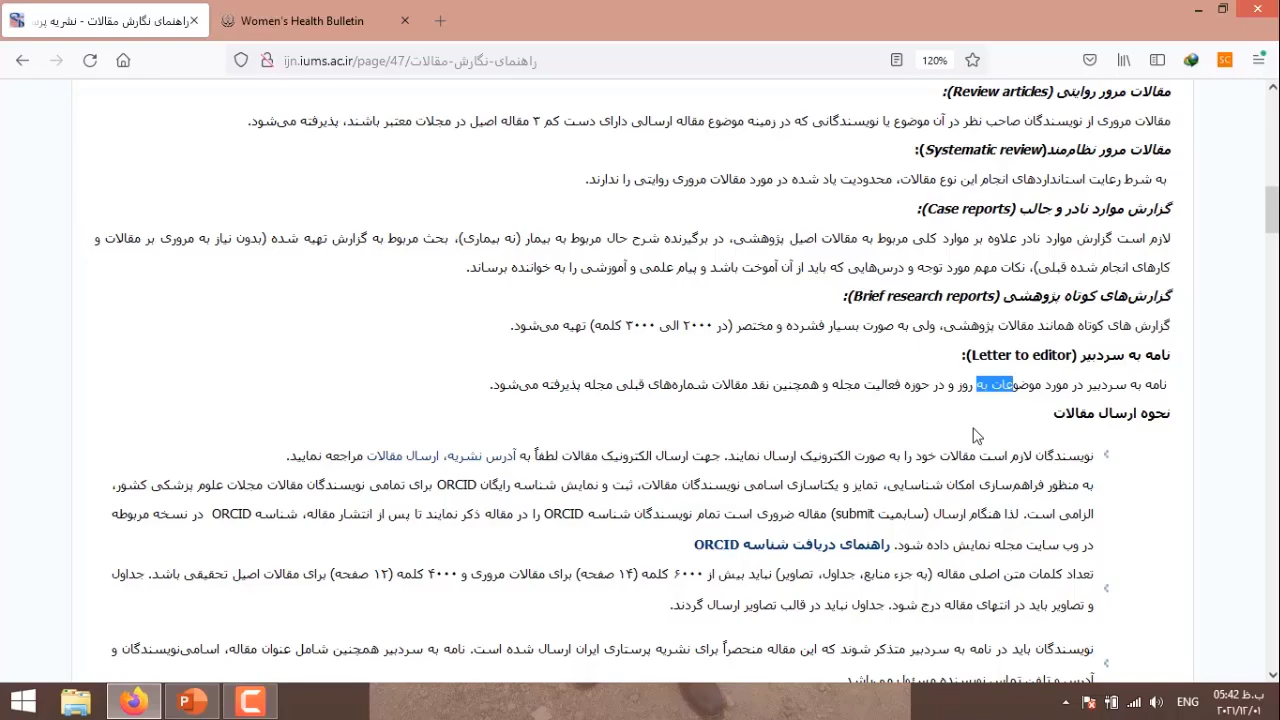 راهنمای نگارش مقالات - نشریه پرس
Women's Health Bulletin
ijn.iums.ac.ir/page/47/راهنمای-نگارش-مقالات
120%
SC
مقالات مرور روایتی (Review articles):
مقالات مروری از نویسندگان صاحب نظر در آن موضوع یا نویسندگانی که در زمینه موضوع مقاله ارسالی دارای دست کم ۳ مقاله اصیل در مجلات معتبر باشند، پذیرفته می‌شود.
مقالات مرور نظام‌مند(Systematic review):
به شرط رعایت استانداردهای انجام این نوع مقالات، محدودیت یاد شده در مورد مقالات مروری روایتی را ندارند.
گزارش موارد نادر و جالب (Case reports):
لازم است گزارش موارد نادر علاوه بر موارد کلی مربوط به مقالات اصیل پژوهشی، در برگیرنده شرح حال مربوط به بیمار (نه بیماری)، بحث مربوط به گزارش تهیه شده (بدون نیاز به مروری بر مقالات و
کارهای انجام شده قبلی)، نکات مهم مورد توجه و درس‌هایی که باید از آن آموخت باشد و پیام علمی و آموزشی را به خواننده برساند.
گزارش‌های کوتاه پژوهشی (Brief research reports):
گزارش های کوتاه همانند مقالات پژوهشی، ولی به صورت بسیار فشرده و مختصر (در ۲۰۰۰ الی ۳۰۰۰ کلمه) تهیه می‌شود.
نامه به سردبیر (Letter to editor):
نامه به سردبیر در مورد موضوعات به روز و در حوزه فعالیت مجله و همچنین نقد مقالات شماره‌های قبلی مجله پذیرفته می‌شود.
نحوه ارسال مقالات
نویسندگان لازم است مقالات خود را به صورت الکترونیک ارسال نمایند. جهت ارسال الکترونیک مقالات لطفاً به آدرس نشریه، ارسال مقالات مراجعه نمایید.
به منظور فراهم‌سازی امکان شناسایی، تمایز و یکتاسازی اسامی نویسندگان مقالات، ثبت و نمایش شناسه رایگان ORCID برای تمامی نویسندگان مقالات مجلات علوم پزشکی کشور،
الزامی است. لذا هنگام ارسال (سابمیت submit) مقاله ضروری است تمام نویسندگان شناسه ORCID را در مقاله ذکر نمایند تا پس از انتشار مقاله، شناسه ORCID در نسخه مربوطه
در وب سایت مجله نمایش داده شود. راهنمای دریافت شناسه ORCID
تعداد کلمات متن اصلی مقاله (به جزء منابع، جداول، تصاویر) نباید بیش از ۶۰۰۰ کلمه (۱۴ صفحه) برای مقالات مروری و ۴۰۰۰ کلمه (۱۲ صفحه) برای مقالات اصیل تحقیقی باشد. جداول
و تصاویر باید در انتهای مقاله درج شود. جداول نباید در قالب تصاویر ارسال گردند.
نویسندگان باید در نامه به سردبیر متذکر شوند که این مقاله منحصراً برای نشریه پرستاری ایران ارسال شده است. نامه به سردبیر همچنین شامل عنوان مقاله، اسامی‌نویسندگان و
آدرس و تلفن تماس نویسنده مسئول می‌باشد
ENG
05:42 ب.ظ
۲۰۲۱/۱۲/۰۱